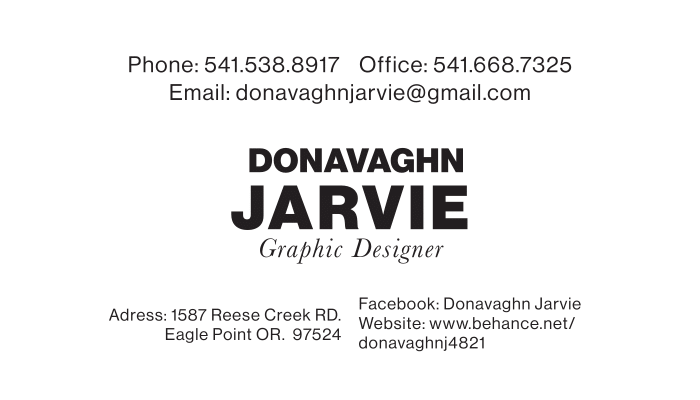 Phone: 541.538.8917 Office: 541.668.7325
Email: donavaghnjarvie@gmail.com
DONAVAGHN
JARVIE
Graphic Designer
Adress: 1587 Reese Creek RD.
Eagle Point OR. 97524
Facebook: Donavaghn Jarvie
Website: www.behance.net/
donavaghnj4821